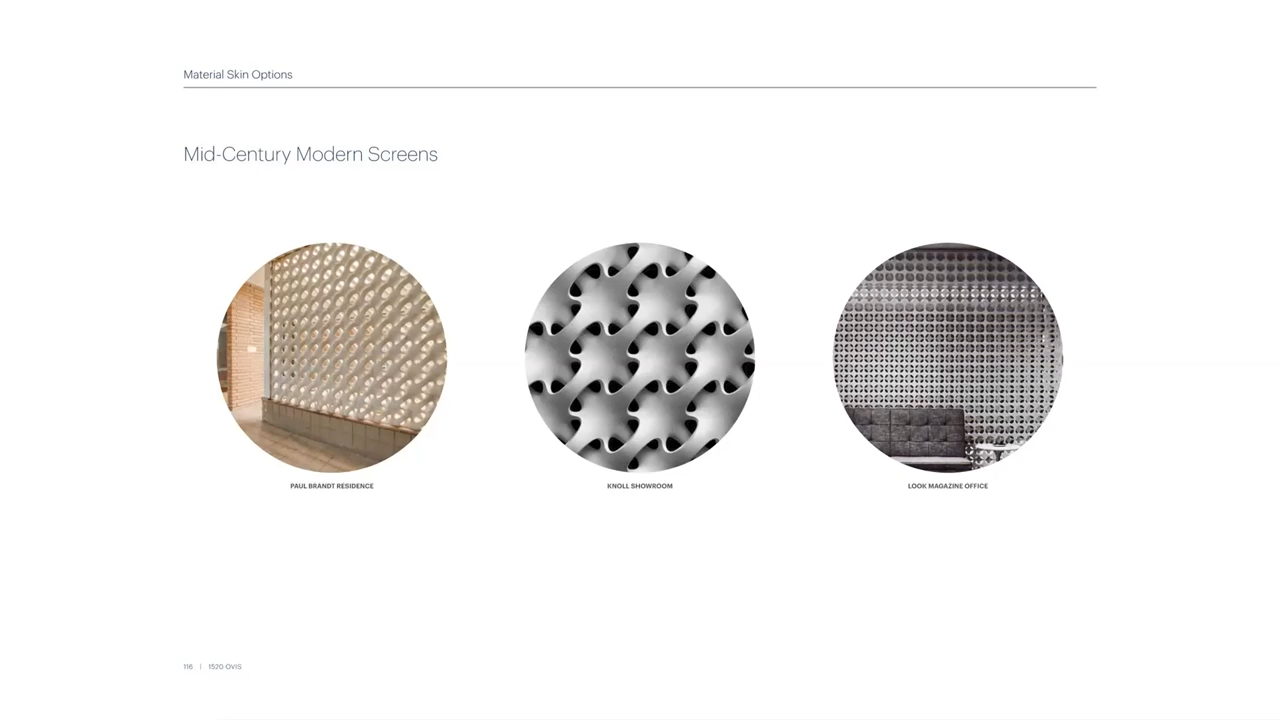 Material Skin Options
Mid-Century Modern Screens
PAUL BRANDT RESIDENCE
KNOLL SHOWROOM
LOOK MAGAZINE OFFICE
116 | 1520 OVIS